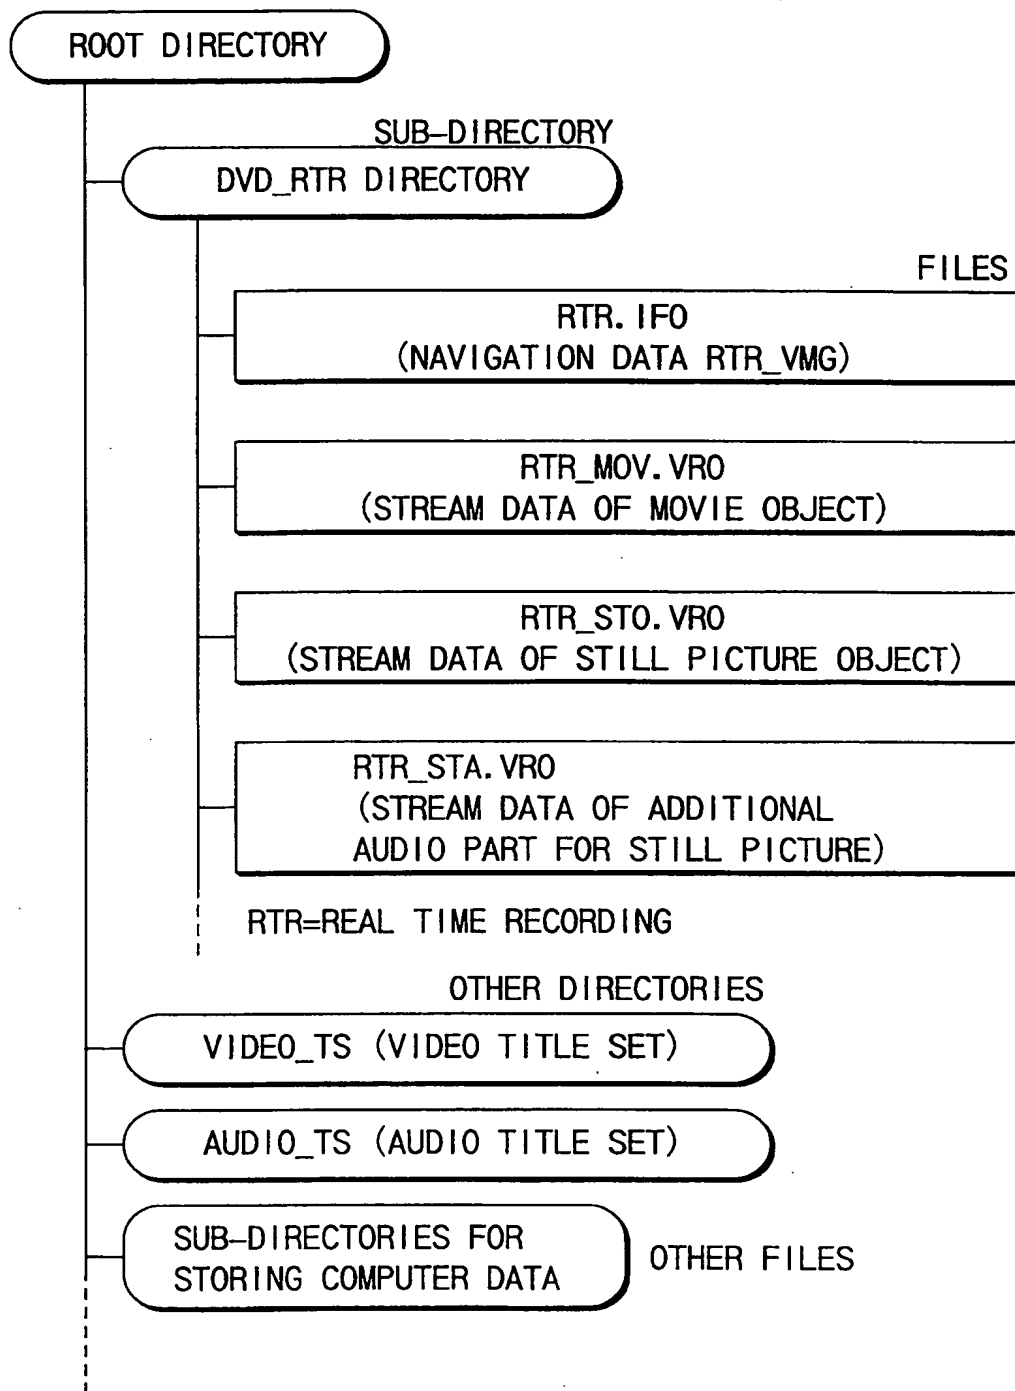 ROOT DIRECTORY
SUB-DIRECTORY
DVD_RTR DIRECTORY
FILES
RTR.IFO
(NAVIGATION DATA RTR_VMG)
RTR_MOV.VRO
(STREAM DATA OF MOVIE OBJECT)
RTR_STO.VRO
(STREAM DATA OF STILL PICTURE OBJECT)
RTR_STA.VRO
(STREAM DATA OF ADDITIONAL
AUDIO PART FOR STILL PICTURE)
RTR=REAL TIME RECORDING
OTHER DIRECTORIES
VIDEO_TS (VIDEO TITLE SET)
AUDIO_TS (AUDIO TITLE SET)
SUB-DIRECTORIES FOR
STORING COMPUTER DATA
OTHER FILES